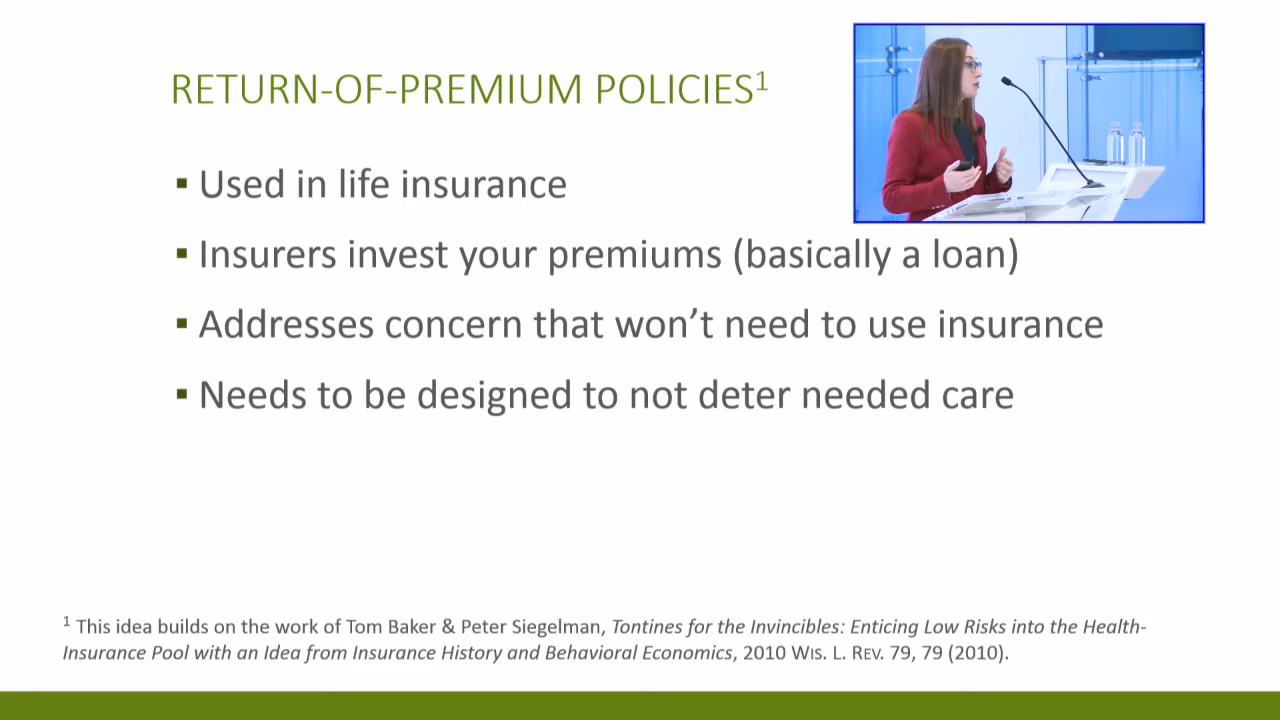 RETURN-OF-PREMIUM POLICIES¹
▪ Used in life insurance
▪ Insurers invest your premiums (basically a loan)
▪ Addresses concern that won’t need to use insurance
▪ Needs to be designed to not deter needed care
¹ This idea builds on the work of Tom Baker & Peter Siegelman, Tontines for the Invincibles: Enticing Low Risks into the Health-
Insurance Pool with an Idea from Insurance History and Behavioral Economics, 2010 WIS. L. REV. 79, 79 (2010).